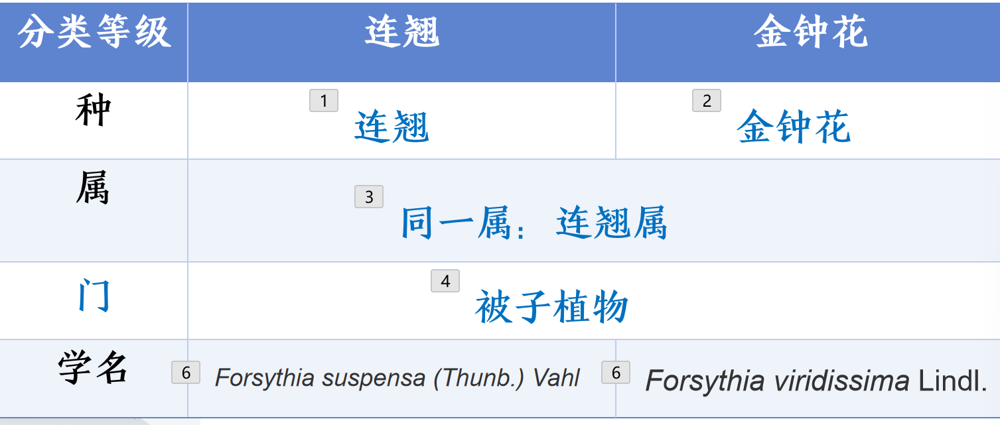 分类等级 连翘 金钟花
种 1 连翘 2 金钟花
属 3 同一属：连翘属
门 4 被子植物
学名 6 Forsythia suspensa (Thunb.) Vahl 6 Forsythia viridissima Lindl.